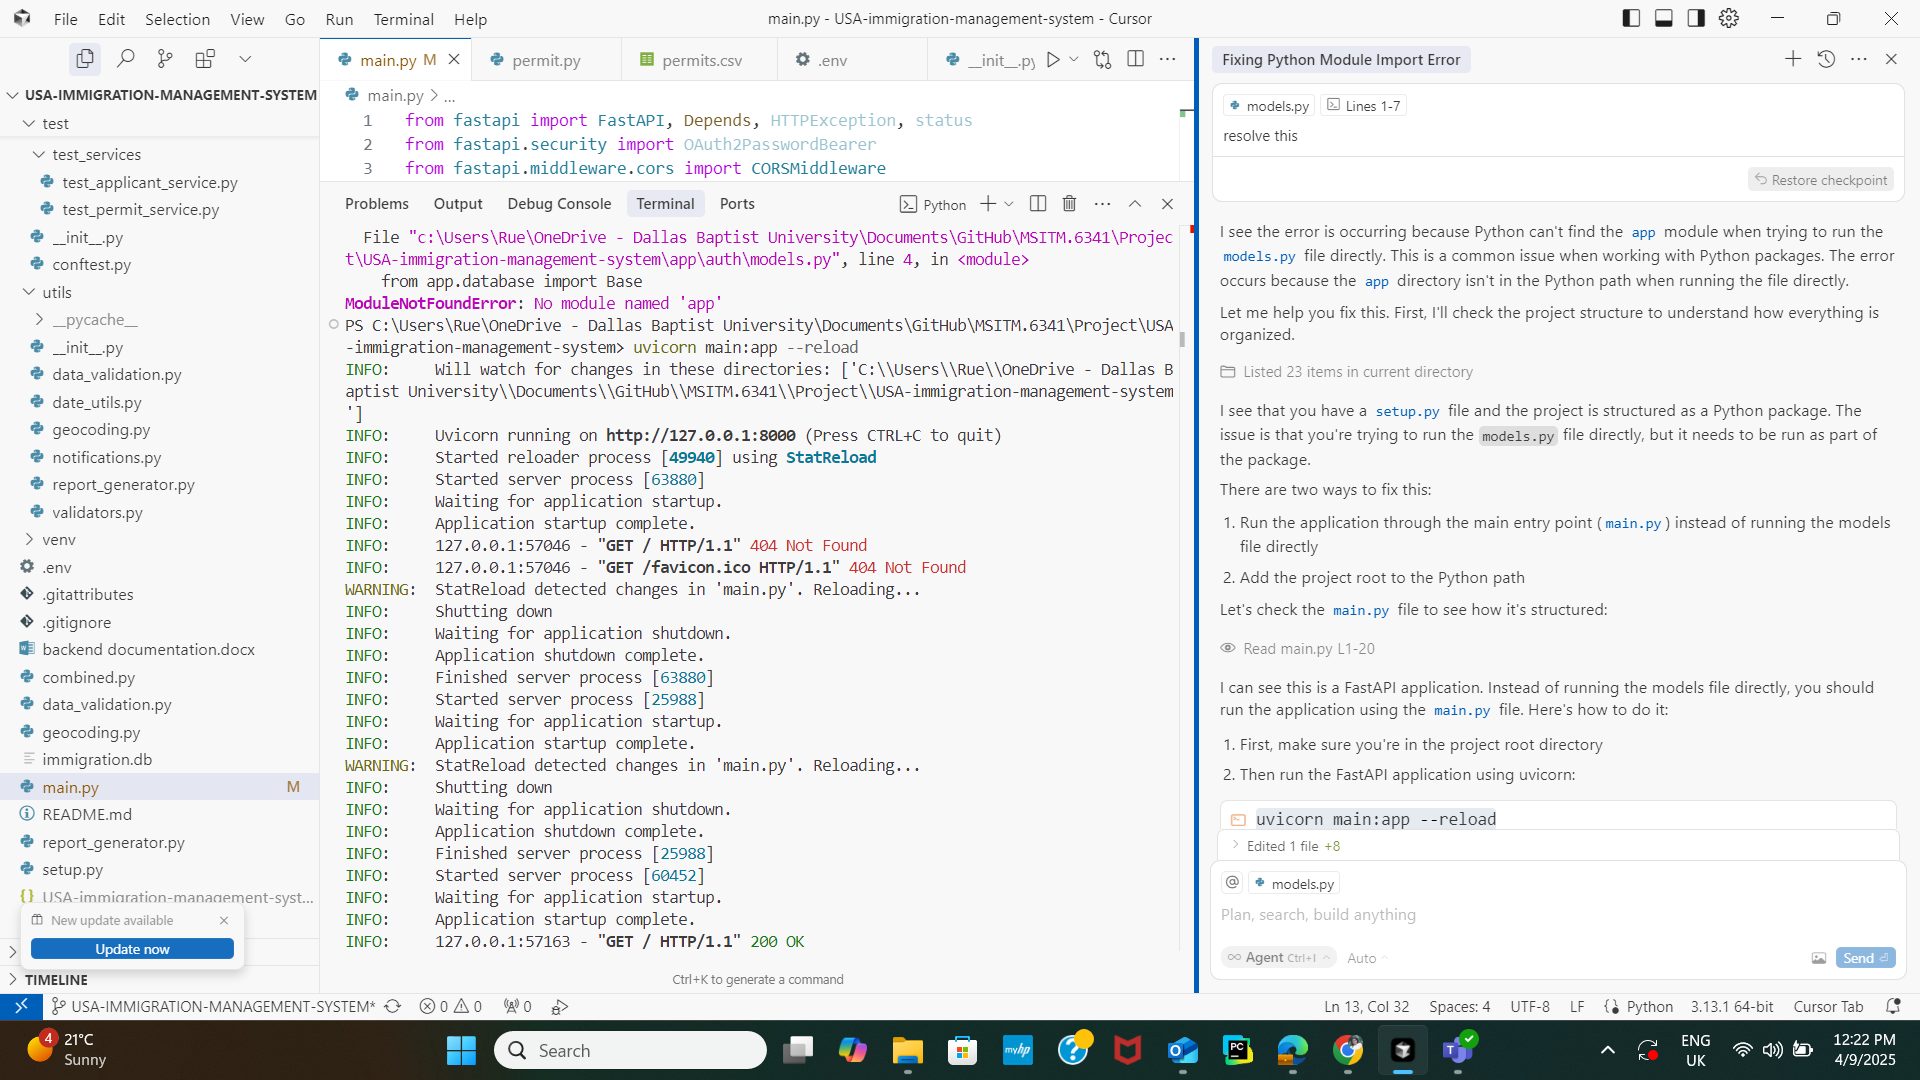 File Edit Selection View Go Run Terminal Help
main.py - USA-immigration-management-system - Cursor
USA-IMMIGRATION-MANAGEMENT-SYSTEM
test
test_services
test_applicant_service.py
test_permit_service.py
__init__.py
conftest.py
utils
__pycache__
__init__.py
data_validation.py
date_utils.py
geocoding.py
notifications.py
report_generator.py
validators.py
venv
.env
.gitattributes
.gitignore
backend documentation.docx
combined.py
data_validation.py
geocoding.py
immigration.db
main.py M
README.md
report_generator.py
setup.py
USA-immigration-management-syst...
New update available
Update now
TIMELINE
main.py M permit.py permits.csv .env __init__.py
main.py > ...
1 from fastapi import FastAPI, Depends, HTTPException, status
2 from fastapi.security import OAuth2PasswordBearer
3 from fastapi.middleware.cors import CORSMiddleware
Problems Output Debug Console Terminal Ports Python
File "c:\Users\Rue\OneDrive - Dallas Baptist University\Documents\GitHub\MSITM.6341\Projec
t\USA-immigration-management-system\app\auth\models.py", line 4, in <module>
from app.database import Base
ModuleNotFoundError: No module named 'app'
PS C:\Users\Rue\OneDrive - Dallas Baptist University\Documents\GitHub\MSITM.6341\Project\USA
-immigration-management-system> uvicorn main:app --reload
INFO: Will watch for changes in these directories: ['C:\\Users\\Rue\\OneDrive - Dallas B
aptist University\\Documents\\GitHub\\MSITM.6341\\Project\\USA-immigration-management-system
']
INFO: Uvicorn running on http://127.0.0.1:8000 (Press CTRL+C to quit)
INFO: Started reloader process [49940] using StatReload
INFO: Started server process [63880]
INFO: Waiting for application startup.
INFO: Application startup complete.
INFO: 127.0.0.1:57046 - "GET / HTTP/1.1" 404 Not Found
INFO: 127.0.0.1:57046 - "GET /favicon.ico HTTP/1.1" 404 Not Found
WARNING: StatReload detected changes in 'main.py'. Reloading...
INFO: Shutting down
INFO: Waiting for application shutdown.
INFO: Application shutdown complete.
INFO: Finished server process [63880]
INFO: Started server process [25988]
INFO: Waiting for application startup.
INFO: Application startup complete.
WARNING: StatReload detected changes in 'main.py'. Reloading...
INFO: Shutting down
INFO: Waiting for application shutdown.
INFO: Application shutdown complete.
INFO: Finished server process [25988]
INFO: Started server process [60452]
INFO: Waiting for application startup.
INFO: Application startup complete.
INFO: 127.0.0.1:57163 - "GET / HTTP/1.1" 200 OK
Ctrl+K to generate a command
Fixing Python Module Import Error
models.py Lines 1-7
resolve this
Restore checkpoint
I see the error is occurring because Python can't find the app module when trying to run the
models.py file directly. This is a common issue when working with Python packages. The error
occurs because the app directory isn't in the Python path when running the file directly.
Let me help you fix this. First, I'll check the project structure to understand how everything is
organized.
Listed 23 items in current directory
I see that you have a setup.py file and the project is structured as a Python package. The
issue is that you're trying to run the models.py file directly, but it needs to be run as part of
the package.
There are two ways to fix this:
1. Run the application through the main entry point (main.py) instead of running the models
file directly
2. Add the project root to the Python path
Let's check the main.py file to see how it's structured:
Read main.py L1-20
I can see this is a FastAPI application. Instead of running the models file directly, you should
run the application using the main.py file. Here's how to do it:
1. First, make sure you're in the project root directory
2. Then run the FastAPI application using uvicorn:
uvicorn main:app --reload
Edited 1 file +8
@ models.py
Plan, search, build anything
Agent Ctrl+I Auto Send
USA-IMMIGRATION-MANAGEMENT-SYSTEM* 0 0 0 Ln 13, Col 32 Spaces: 4 UTF-8 LF Python 3.13.1 64-bit Cursor Tab
4 21°C
Sunny
Search
myhp
PC
ENG
UK
12:22 PM
4/9/2025